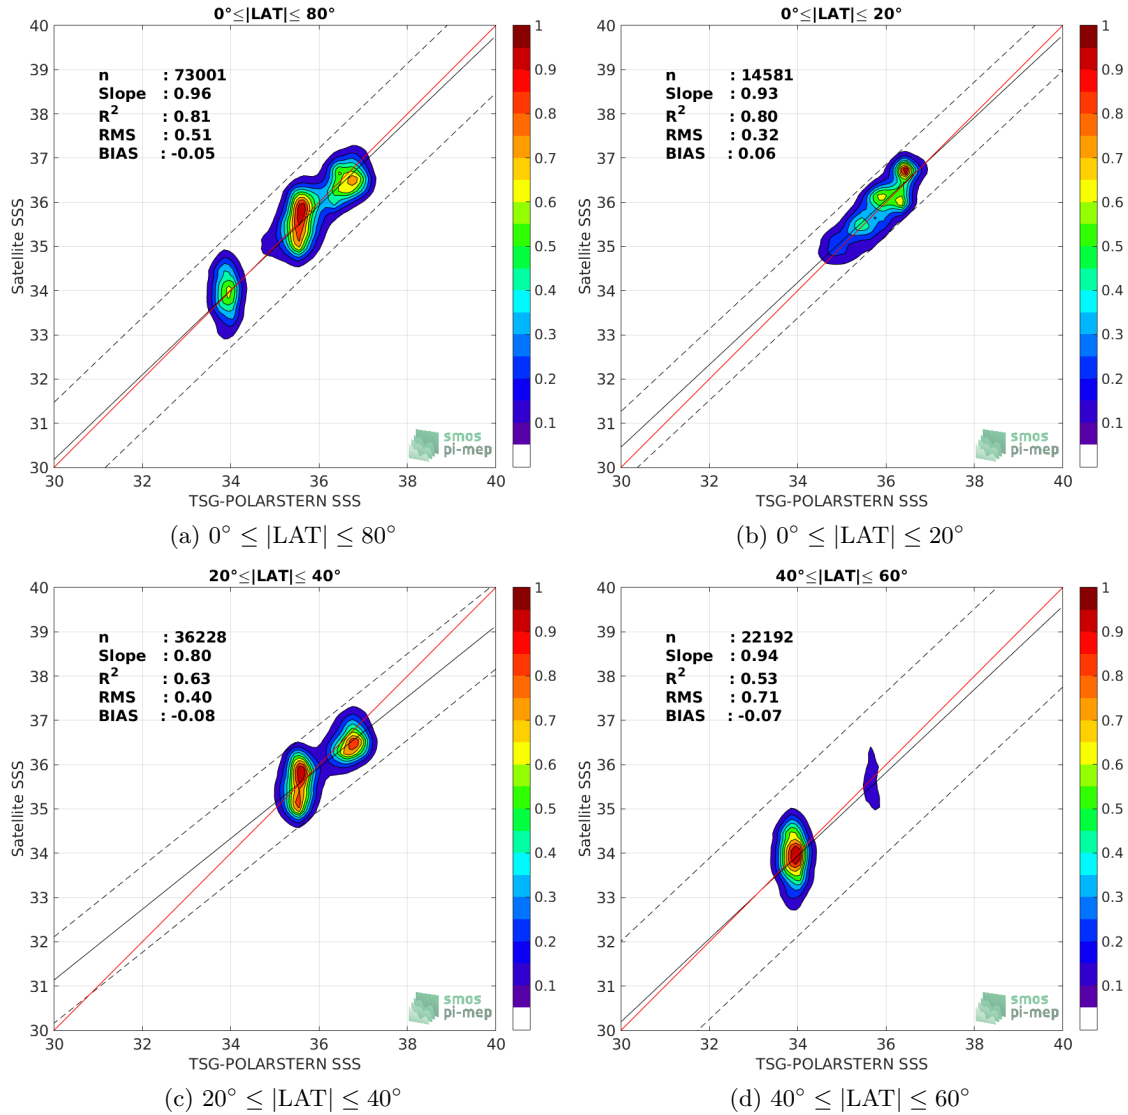 0°≤|LAT|≤ 80°
n : 73001
Slope : 0.96
R² : 0.81
RMS : 0.51
BIAS : -0.05
40
39
38
37
36
35
34
33
32
31
30
30 32 34 36 38 40
Satellite SSS
TSG-POLARSTERN SSS
1
0.9
0.8
0.7
0.6
0.5
0.4
0.3
0.2
0.1
smos
pi-mep
(a) 0° ≤ |LAT| ≤ 80°
0°≤|LAT|≤ 20°
n : 14581
Slope : 0.93
R² : 0.80
RMS : 0.32
BIAS : 0.06
40
39
38
37
36
35
34
33
32
31
30
30 32 34 36 38 40
Satellite SSS
TSG-POLARSTERN SSS
1
0.9
0.8
0.7
0.6
0.5
0.4
0.3
0.2
0.1
smos
pi-mep
(b) 0° ≤ |LAT| ≤ 20°
20°≤|LAT|≤ 40°
n : 36228
Slope : 0.80
R² : 0.63
RMS : 0.40
BIAS : -0.08
40
39
38
37
36
35
34
33
32
31
30
30 32 34 36 38 40
Satellite SSS
TSG-POLARSTERN SSS
1
0.9
0.8
0.7
0.6
0.5
0.4
0.3
0.2
0.1
smos
pi-mep
(c) 20° ≤ |LAT| ≤ 40°
40°≤|LAT|≤ 60°
n : 22192
Slope : 0.94
R² : 0.53
RMS : 0.71
BIAS : -0.07
40
39
38
37
36
35
34
33
32
31
30
30 32 34 36 38 40
Satellite SSS
TSG-POLARSTERN SSS
1
0.9
0.8
0.7
0.6
0.5
0.4
0.3
0.2
0.1
smos
pi-mep
(d) 40° ≤ |LAT| ≤ 60°